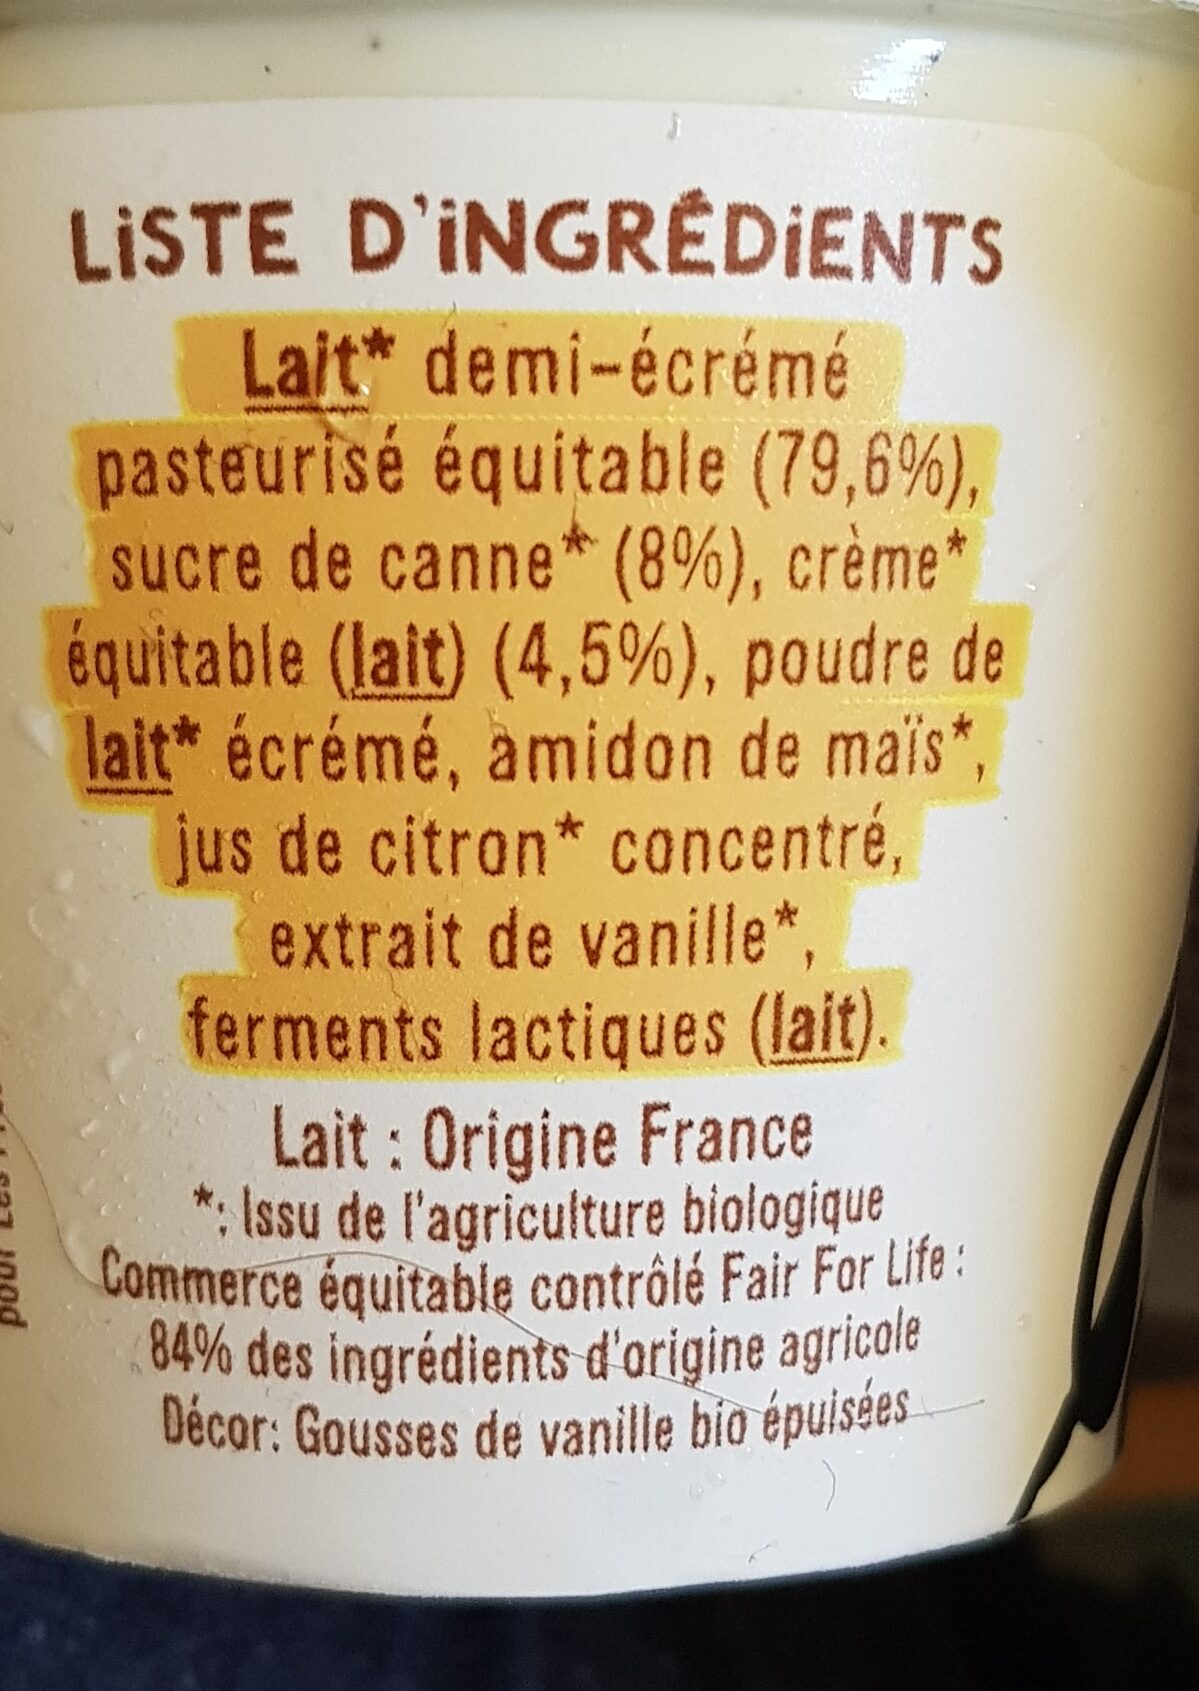 LiSTE D'iNGRÉDiENTS
Lait* demi-écrémé
pasteurisé équitable (79,6%),
sucre de canne* (8%), crème*
équitable (lait) (4,5%), poudre de
lait* écrémé, amidon de maïs*,
jus de citron* concentré,
extrait de vanille*,
ferments lactiques (lait).
Lait : Origine France
*: Issu de l'agriculture biologique
Commerce équitable contrôlé Fair For Life :
84% des ingrédients d'origine agricole
Décor: Gousses de vanille bio épuisées
pour Les